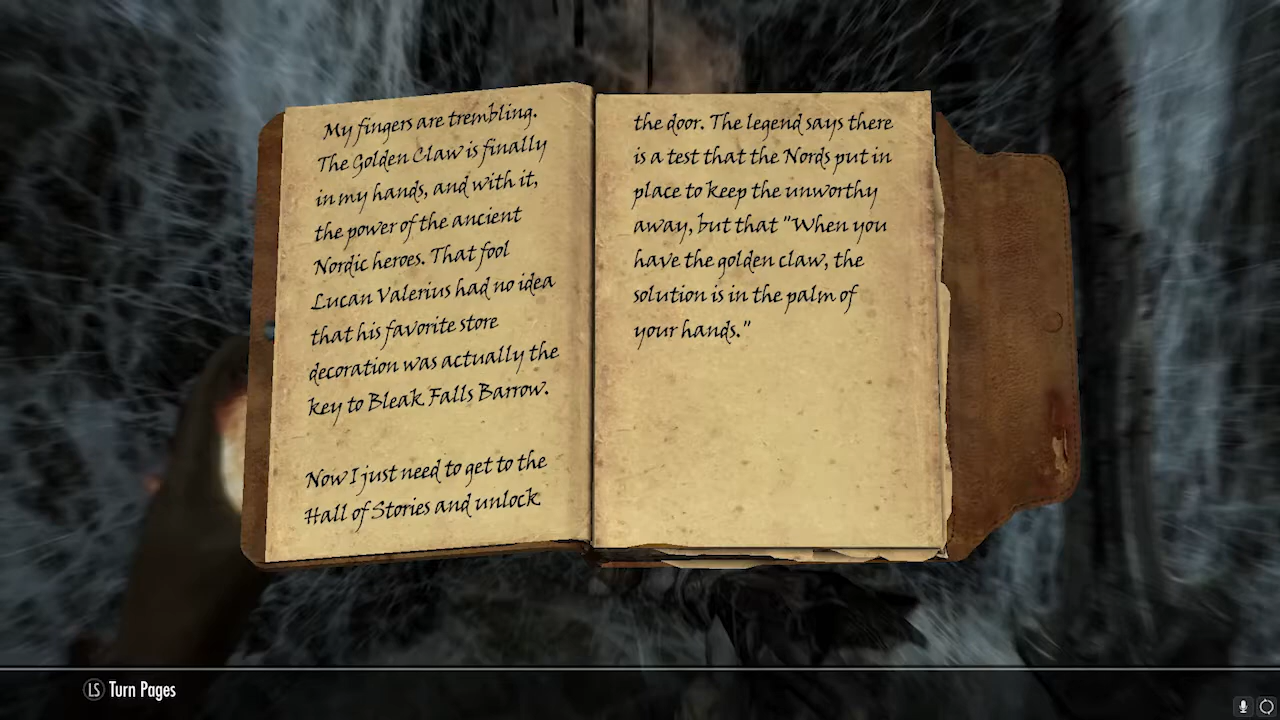 My fingers are trembling.
The Golden Claw is finally
in my hands, and with it,
the power of the ancient
Nordic heroes. That fool
Lucan Valerius had no idea
that his favorite store
decoration was actually the
key to Bleak Falls Barrow.
Now I just need to get to the
Hall of Stories and unlock
the door. The legend says there
is a test that the Nords put in
place to keep the unworthy
away, but that "When you
have the golden claw, the
solution is in the palm of
your hands."
LS Turn Pages